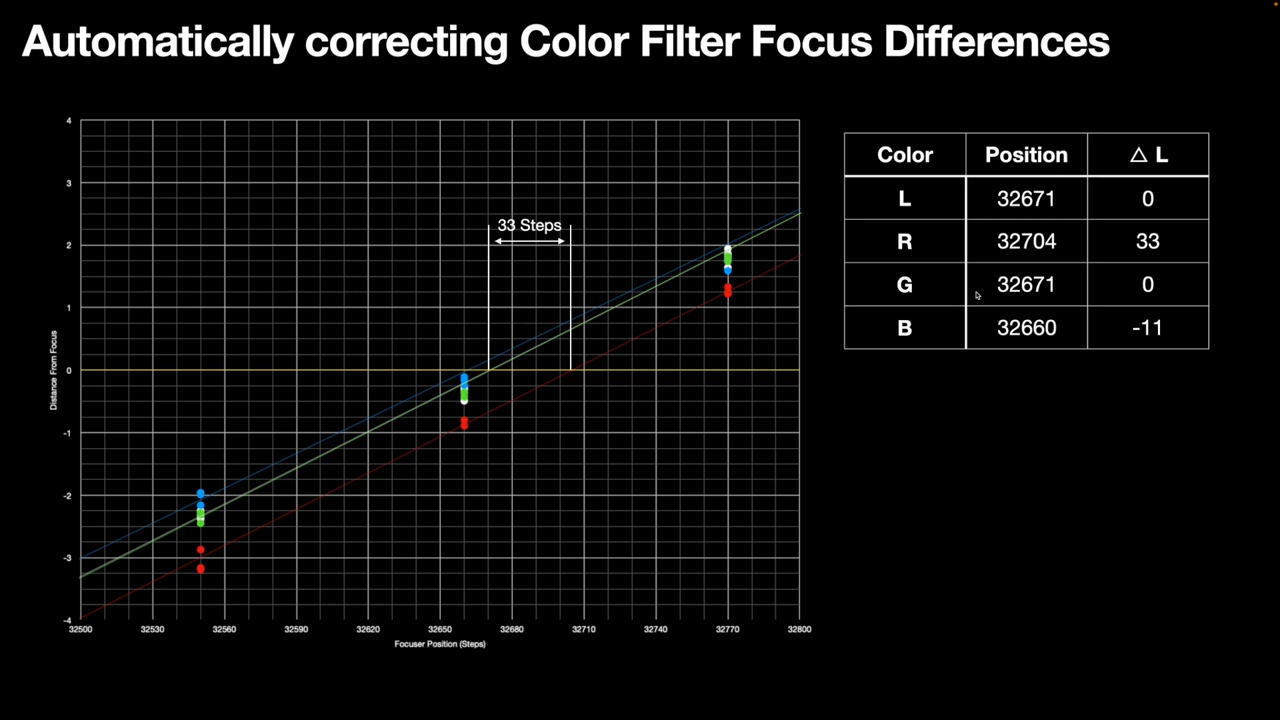 Automatically correcting Color Filter Focus Differences
4
3
2
1
0
-1
-2
-3
-4
Distance From Focus
33 Steps
32500 32530 32560 32590 32620 32650 32680 32710 32740 32770 32800
Focuser Position (Steps)
Color Position △ L
L 32671 0
R 32704 33
G 32671 0
B 32660 -11